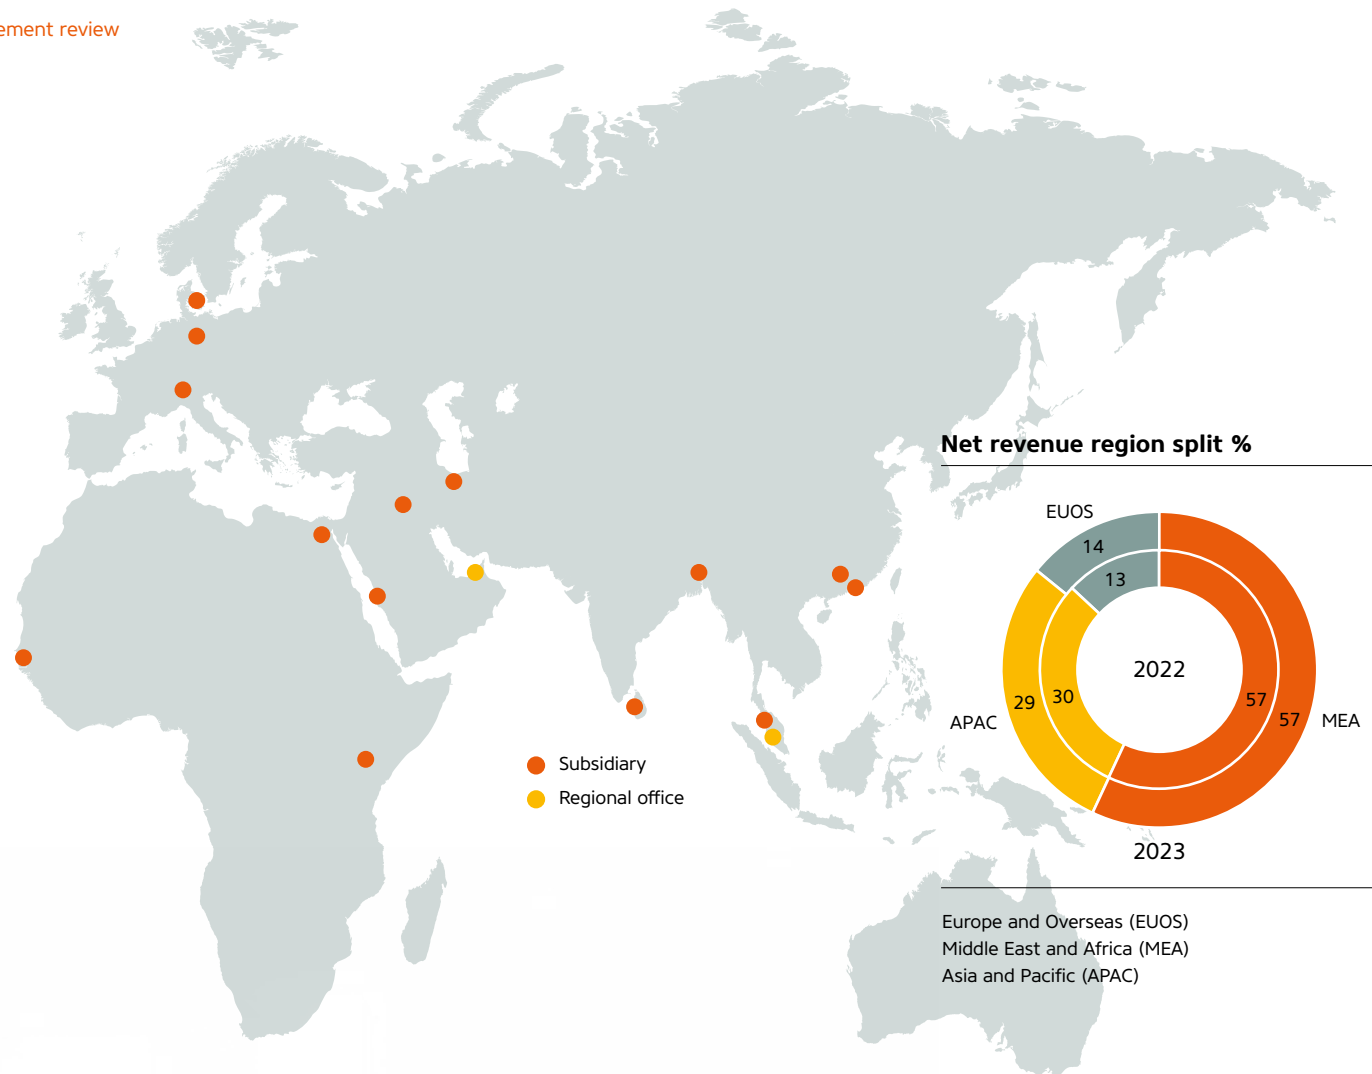 ement review
Net revenue region split %
EUOS
14
13
2022
29
30
57
57
APAC
MEA
Subsidiary
Regional office
2023
Europe and Overseas (EUOS)
Middle East and Africa (MEA)
Asia and Pacific (APAC)